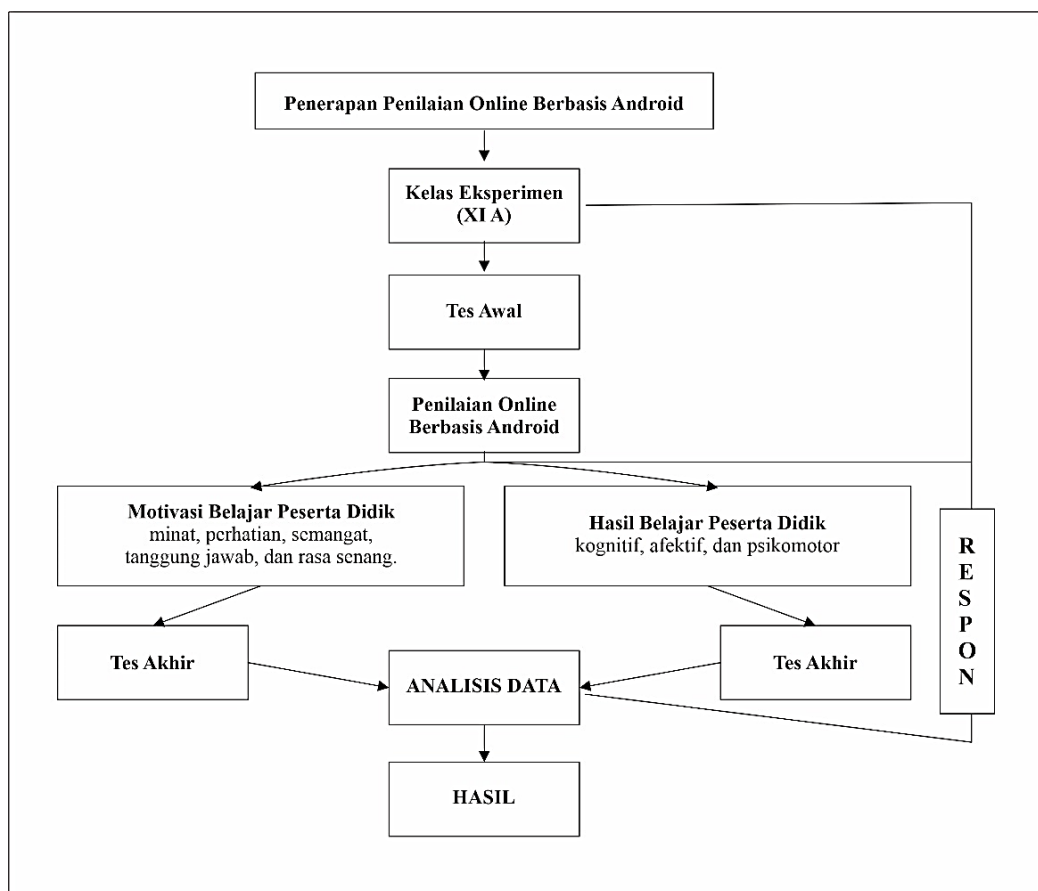 Penerapan Penilaian Online Berbasis Android
Kelas Eksperimen
(XI A)
Tes Awal
Penilaian Online
Berbasis Android
Motivasi Belajar Peserta Didik
minat, perhatian, semangat,
tanggung jawab, dan rasa senang.
Hasil Belajar Peserta Didik
kognitif, afektif, dan psikomotor
RESPON
Tes Akhir
ANALISIS DATA
Tes Akhir
HASIL